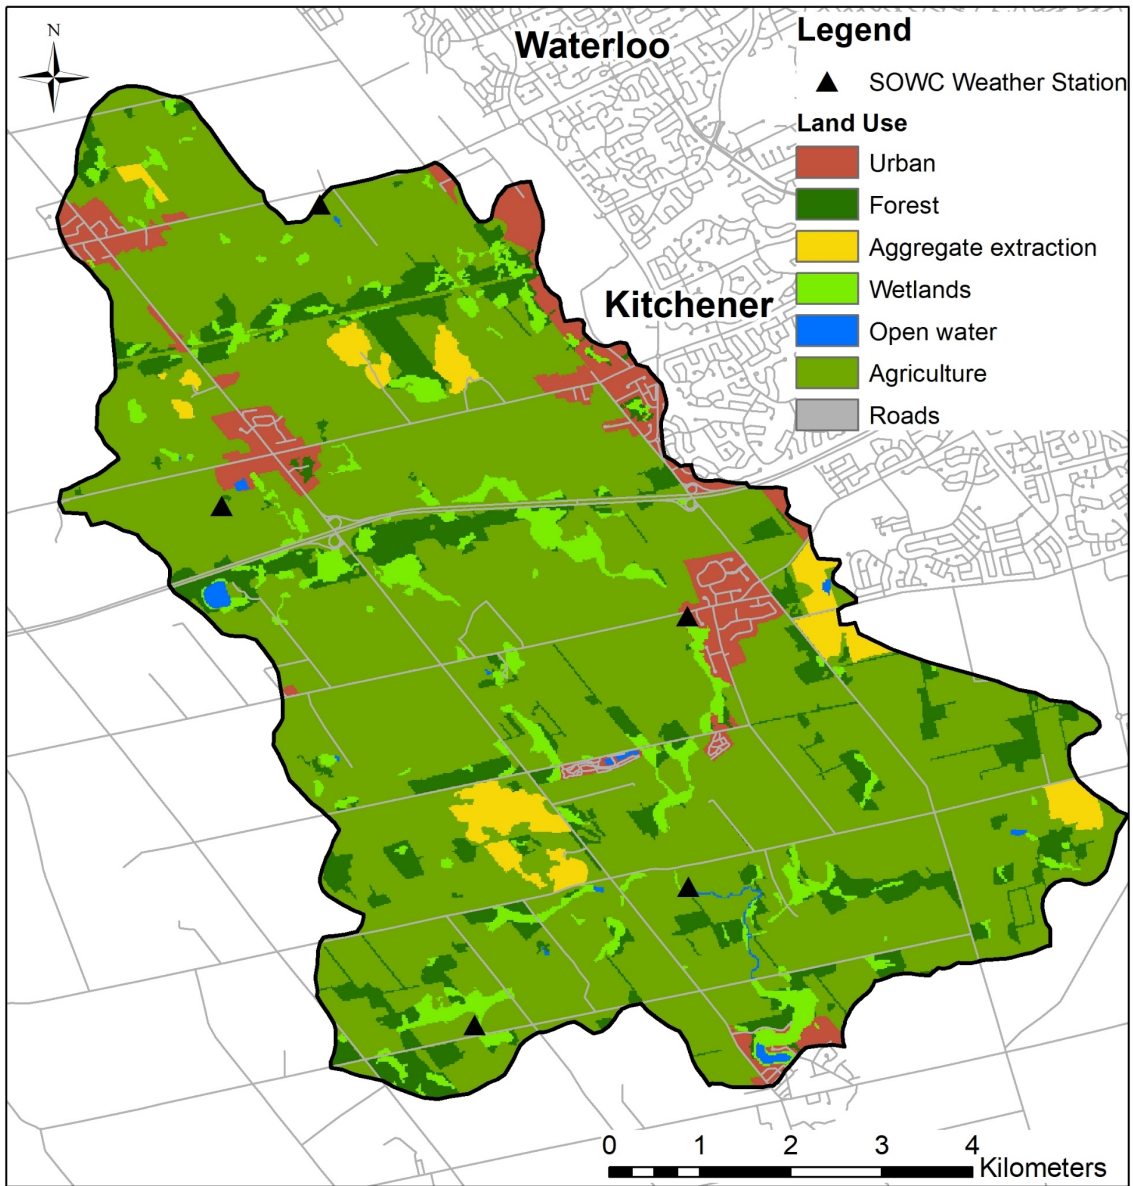 N
Waterloo
Kitchener
Legend
SOWC Weather Station
Land Use
Urban
Forest
Aggregate extraction
Wetlands
Open water
Agriculture
Roads
0 1 2 3 4
Kilometers